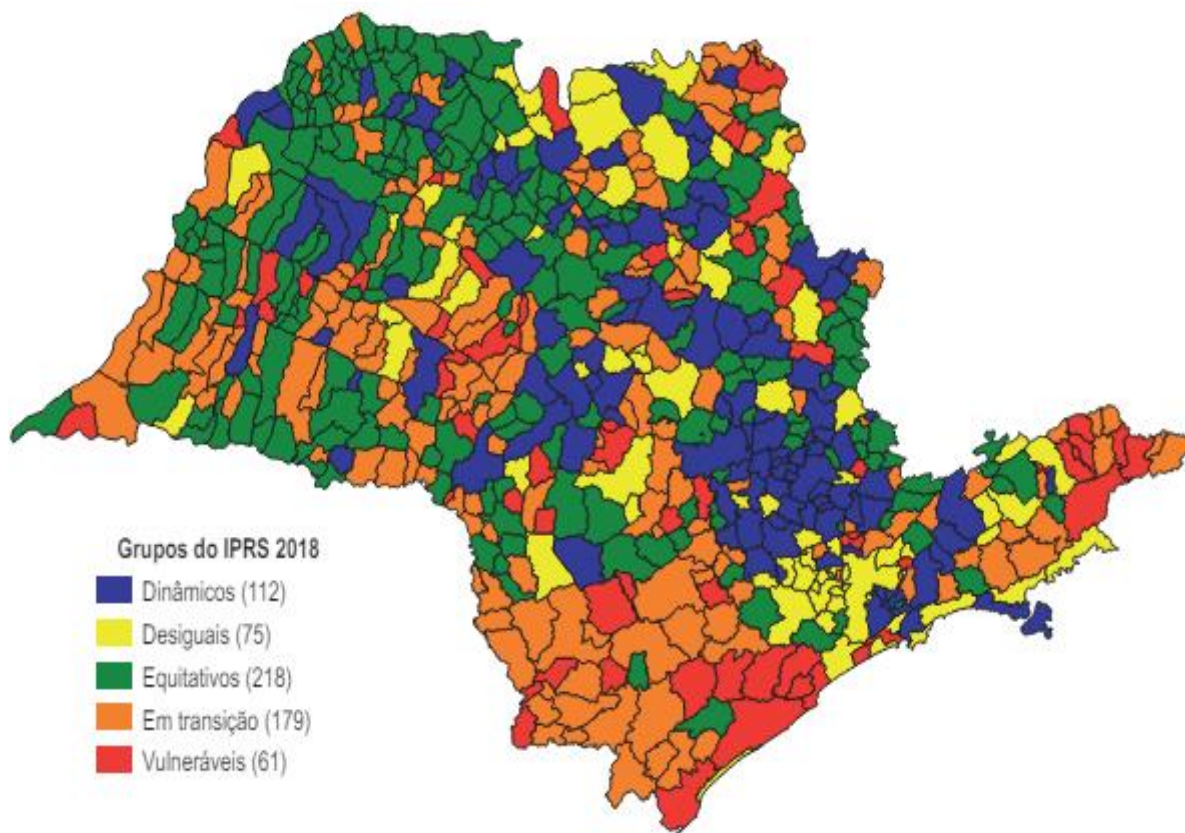 Grupos do IPRS 2018
Dinâmicos (112)
Desiguais (75)
Equitativos (218)
Em transição (179)
Vulneráveis (61)